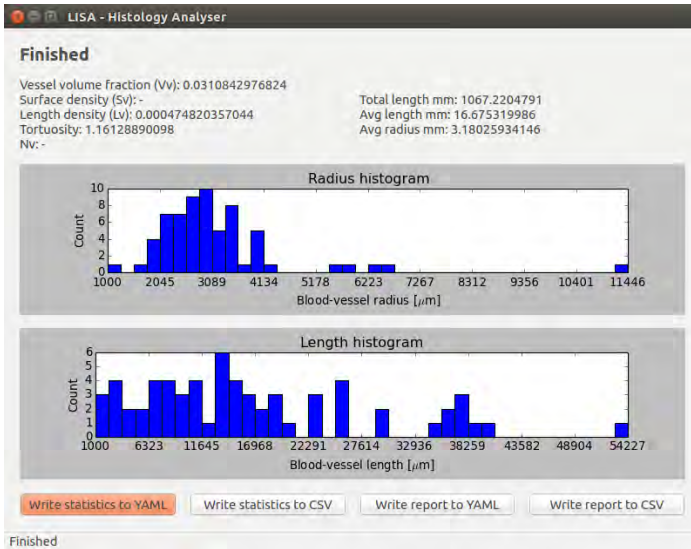 LISA - Histology Analyser
Finished
Vessel volume fraction (Vv): 0.0310842976824
Surface density (Sv): -
Length density (Lv): 0.000474820357044
Tortuosity: 1.16128890098
Nv: -
Total length mm: 1067.2204791
Avg length mm: 16.675319986
Avg radius mm: 3.18025934146
Radius histogram
10
8
6
4
2
0
Count
1000 2045 3089 4134 5178 6223 7267 8312 9356 10401 11446
Blood-vessel radius [μm]
Length histogram
6
5
4
3
2
1
0
Count
1000 6323 11645 16968 22291 27614 32936 38259 43582 48904 54227
Blood-vessel length [μm]
Write statistics to YAML Write statistics to CSV Write report to YAML Write report to CSV
Finished